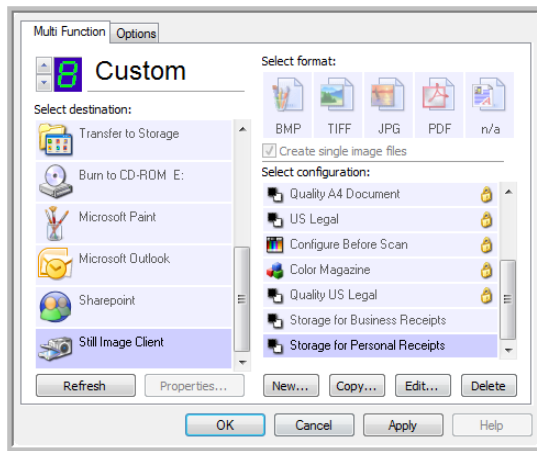 Multi Function
Options
8
Custom
Select destination:
Transfer to Storage
Burn to CD-ROM E:
Microsoft Paint
Microsoft Outlook
Sharepoint
Still Image Client
Refresh
Properties...
Select format:
BMP
TIFF
JPG
PDF
n/a
Create single image files
Select configuration:
Quality A4 Document
US Legal
Configure Before Scan
Color Magazine
Quality US Legal
Storage for Business Receipts
Storage for Personal Receipts
New...
Copy...
Edit...
Delete
OK
Cancel
Apply
Help